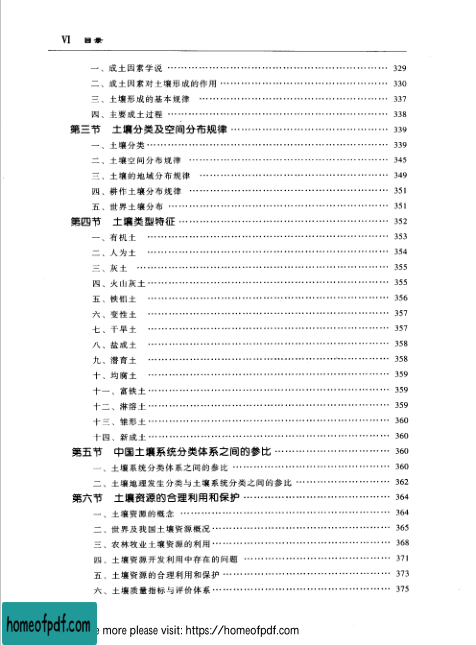 VI 目录
一、成土因素学说 ………… 329
二、成土因素对土壤形成的作用 ………… 330
三、土壤形成的基本规律 ………… 337
四、主要成土过程 ………… 338
第三节 土壤分类及空间分布规律 ………… 339
一、土壤分类 ………… 339
二、土壤空间分布规律 ………… 345
三、土壤的地域分布规律 ………… 349
四、耕作土壤分布规律 ………… 351
五、世界土壤分布 ………… 351
第四节 土壤类型特征 ………… 352
一、有机土 ………… 353
二、人为土 ………… 354
三、灰土 ………… 355
四、火山灰土 ………… 355
五、铁铝土 ………… 356
六、变性土 ………… 357
七、干旱土 ………… 357
八、盐成土 ………… 358
九、潜育土 ………… 358
十、均腐土 ………… 359
十一、富铁土 ………… 359
十二、淋溶土 ………… 359
十三、雏形土 ………… 360
十四、新成土 ………… 360
第五节 中国土壤系统分类体系之间的参比 ………… 360
一、土壤系统分类体系之间的参比 ………… 360
二、土壤地理发生分类与土壤系统分类之间的参比 ………… 362
第六节 土壤资源的合理利用和保护 ………… 364
一、土壤资源的概念 ………… 364
二、世界及我国土壤资源概况 ………… 365
三、农林牧业土壤资源的利用 ………… 368
四、土壤资源开发利用中存在的问题 ………… 371
五、土壤资源的合理利用和保护 ………… 373
六、土壤质量指标与评价体系 ………… 375
homeofpdf.com
e more please visit: https://homeofpdf.com